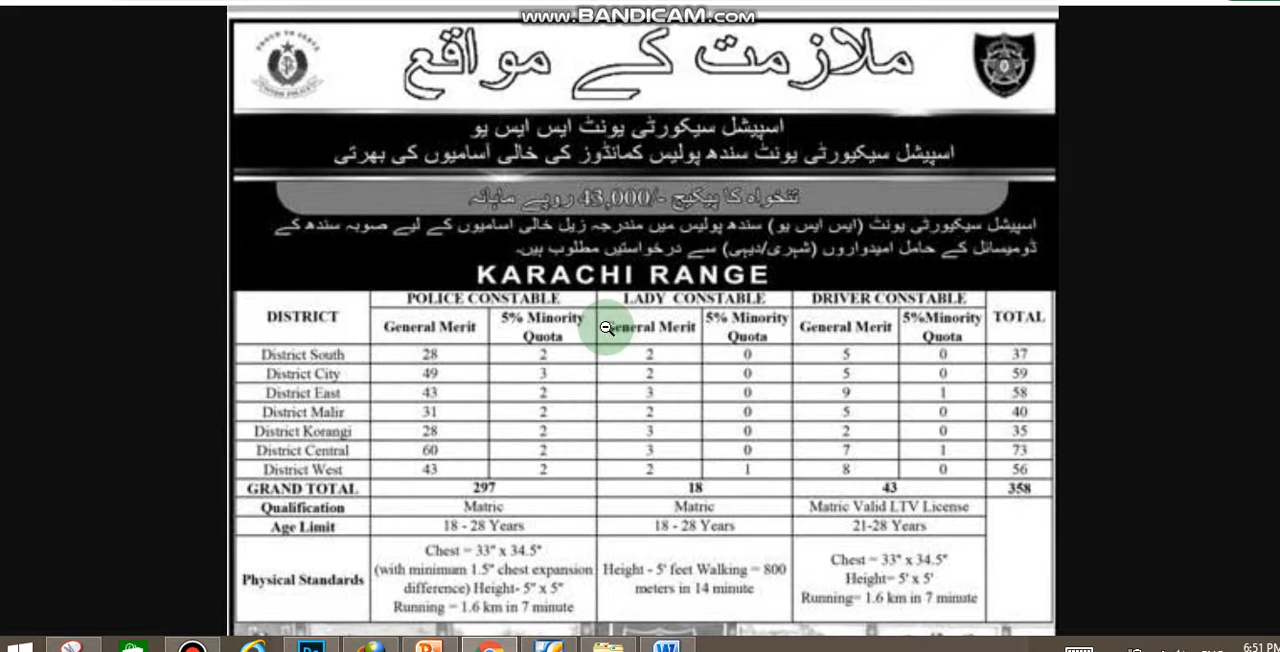 www.BANDICAM.com
ملازمت کے مواقع
اسپیشل سیکورٹی یونٹ ایس ایس یو
اسپیشل سیکیورٹی یونٹ سندھ پولیس کمانڈوز کی خالی اسامیوں کی بھرتی
تنخواہ کا پیکیج -/43,000 روپے ماہانہ
اسپیشل سیکورٹی یونٹ (ایس ایس یو) سندھ پولیس میں مندرجہ زیل خالی اسامیوں کے لیے صوبہ سندھ کے
ڈومیسائل کے حامل امیدواروں (شہری/دیہی) سے درخواستیں مطلوب ہیں۔
KARACHI RANGE
DISTRICT POLICE CONSTABLE LADY CONSTABLE DRIVER CONSTABLE TOTAL
General Merit 5% Minority Quota General Merit 5% Minority Quota General Merit 5%Minority Quota
District South 28 2 2 0 5 0 37
District City 49 3 2 0 5 0 59
District East 43 2 3 0 9 1 58
District Malir 31 2 2 0 5 0 40
District Korangi 28 2 3 0 2 0 35
District Central 60 2 3 0 7 1 73
District West 43 2 2 1 8 0 56
GRAND TOTAL 297 18 43 358
Qualification Matric Matric Matric Valid LTV License
Age Limit 18 - 28 Years 18 - 28 Years 21-28 Years
Physical Standards
Chest = 33" x 34.5"
(with minimum 1.5" chest expansion
difference) Height- 5" x 5"
Running = 1.6 km in 7 minute
Height - 5' feet Walking = 800
meters in 14 minute
Chest = 33" x 34.5"
Height= 5' x 5'
Running= 1.6 km in 7 minute
6:51 PM